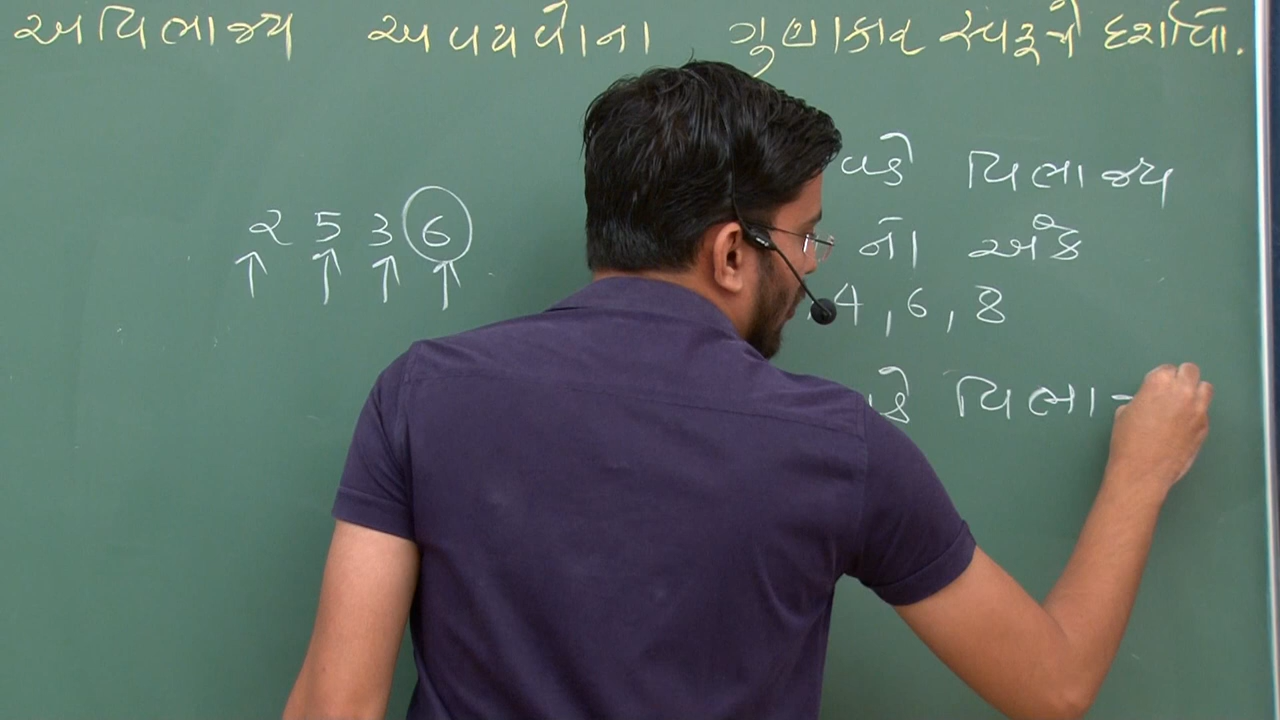 અવિભાજ્ય અવયવોના ગુણાકાર સ્વરૂપે દર્શાવો.
2 5 3 6
વડે વિભાજ્ય
ના અંક
4, 6, 8
ડે વિભા